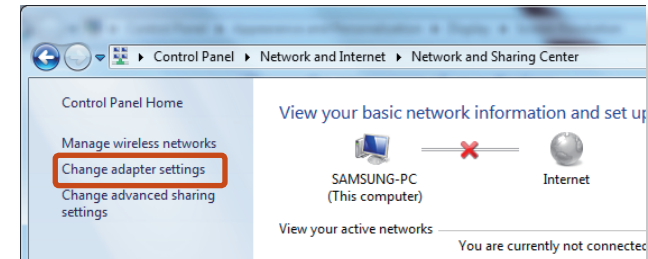 Control Panel ▸ Network and Internet ▸ Network and Sharing Center
Control Panel Home
Manage wireless networks
Change adapter settings
Change advanced sharing
settings
View your basic network information and set up
SAMSUNG-PC
(This computer)
Internet
View your active networks
You are currently not connected